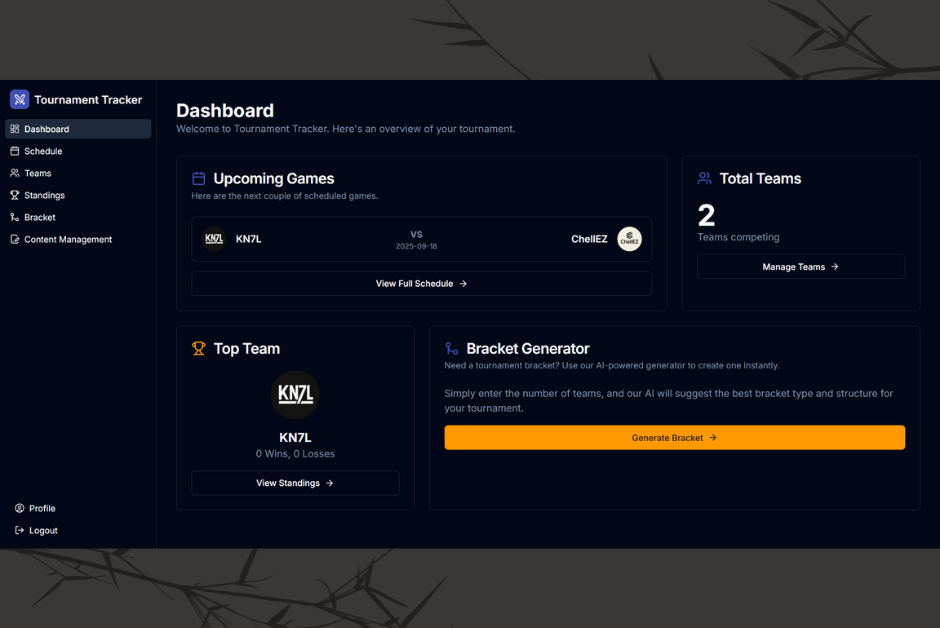 Tournament Tracker
Dashboard
Schedule
Teams
Standings
Bracket
Content Management
Profile
Logout
Dashboard
Welcome to Tournament Tracker. Here's an overview of your tournament.
Upcoming Games
Here are the next couple of scheduled games.
KN7L
KN7L
VS
2025-09-18
ChellEZ
ChellEZ
View Full Schedule →
Total Teams
2
Teams competing
Manage Teams →
Top Team
KN7L
KN7L
0 Wins, 0 Losses
View Standings →
Bracket Generator
Need a tournament bracket? Use our AI-powered generator to create one instantly.
Simply enter the number of teams, and our AI will suggest the best bracket type and structure for
your tournament.
Generate Bracket →